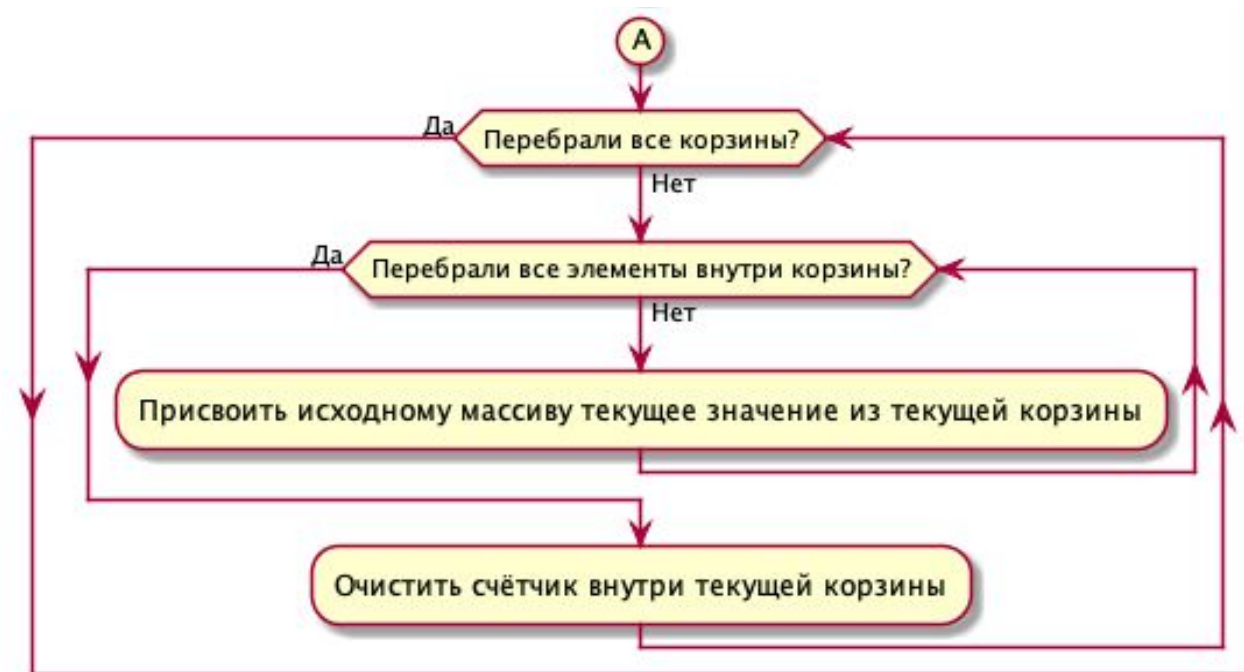 A
Да
Перебрали все корзины?
Нет
Да
Перебрали все элементы внутри корзины?
Нет
Присвоить исходному массиву текущее значение из текущей корзины
Очистить счётчик внутри текущей корзины